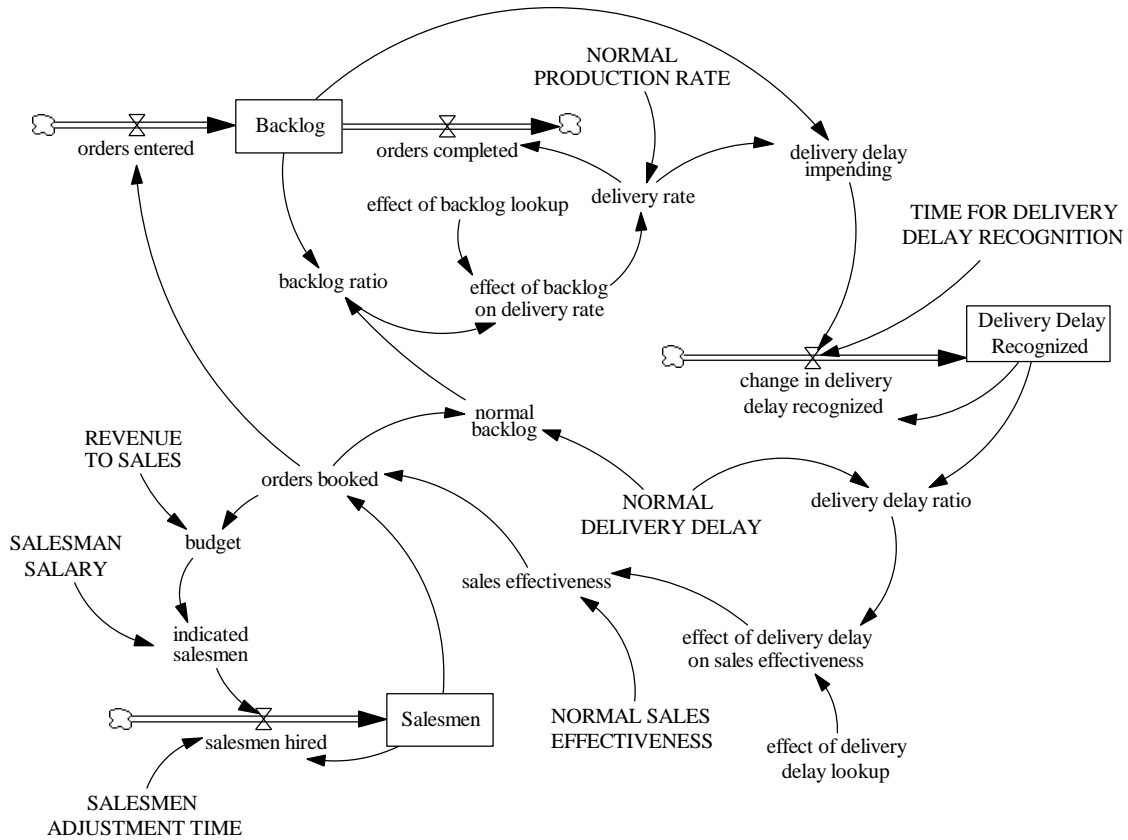 NORMAL
PRODUCTION RATE
Backlog
orders entered
orders completed
delivery delay
impending
effect of backlog lookup
delivery rate
TIME FOR DELIVERY
DELAY RECOGNITION
backlog ratio
effect of backlog
on delivery rate
Delivery Delay
Recognized
change in delivery
delay recognized
normal
backlog
REVENUE
TO SALES
orders booked
NORMAL
DELIVERY DELAY
delivery delay ratio
SALESMAN
SALARY
budget
sales effectiveness
indicated
salesmen
effect of delivery delay
on sales effectiveness
Salesmen
salesmen hired
NORMAL SALES
EFFECTIVENESS
effect of delivery
delay lookup
SALESMEN
ADJUSTMENT TIME